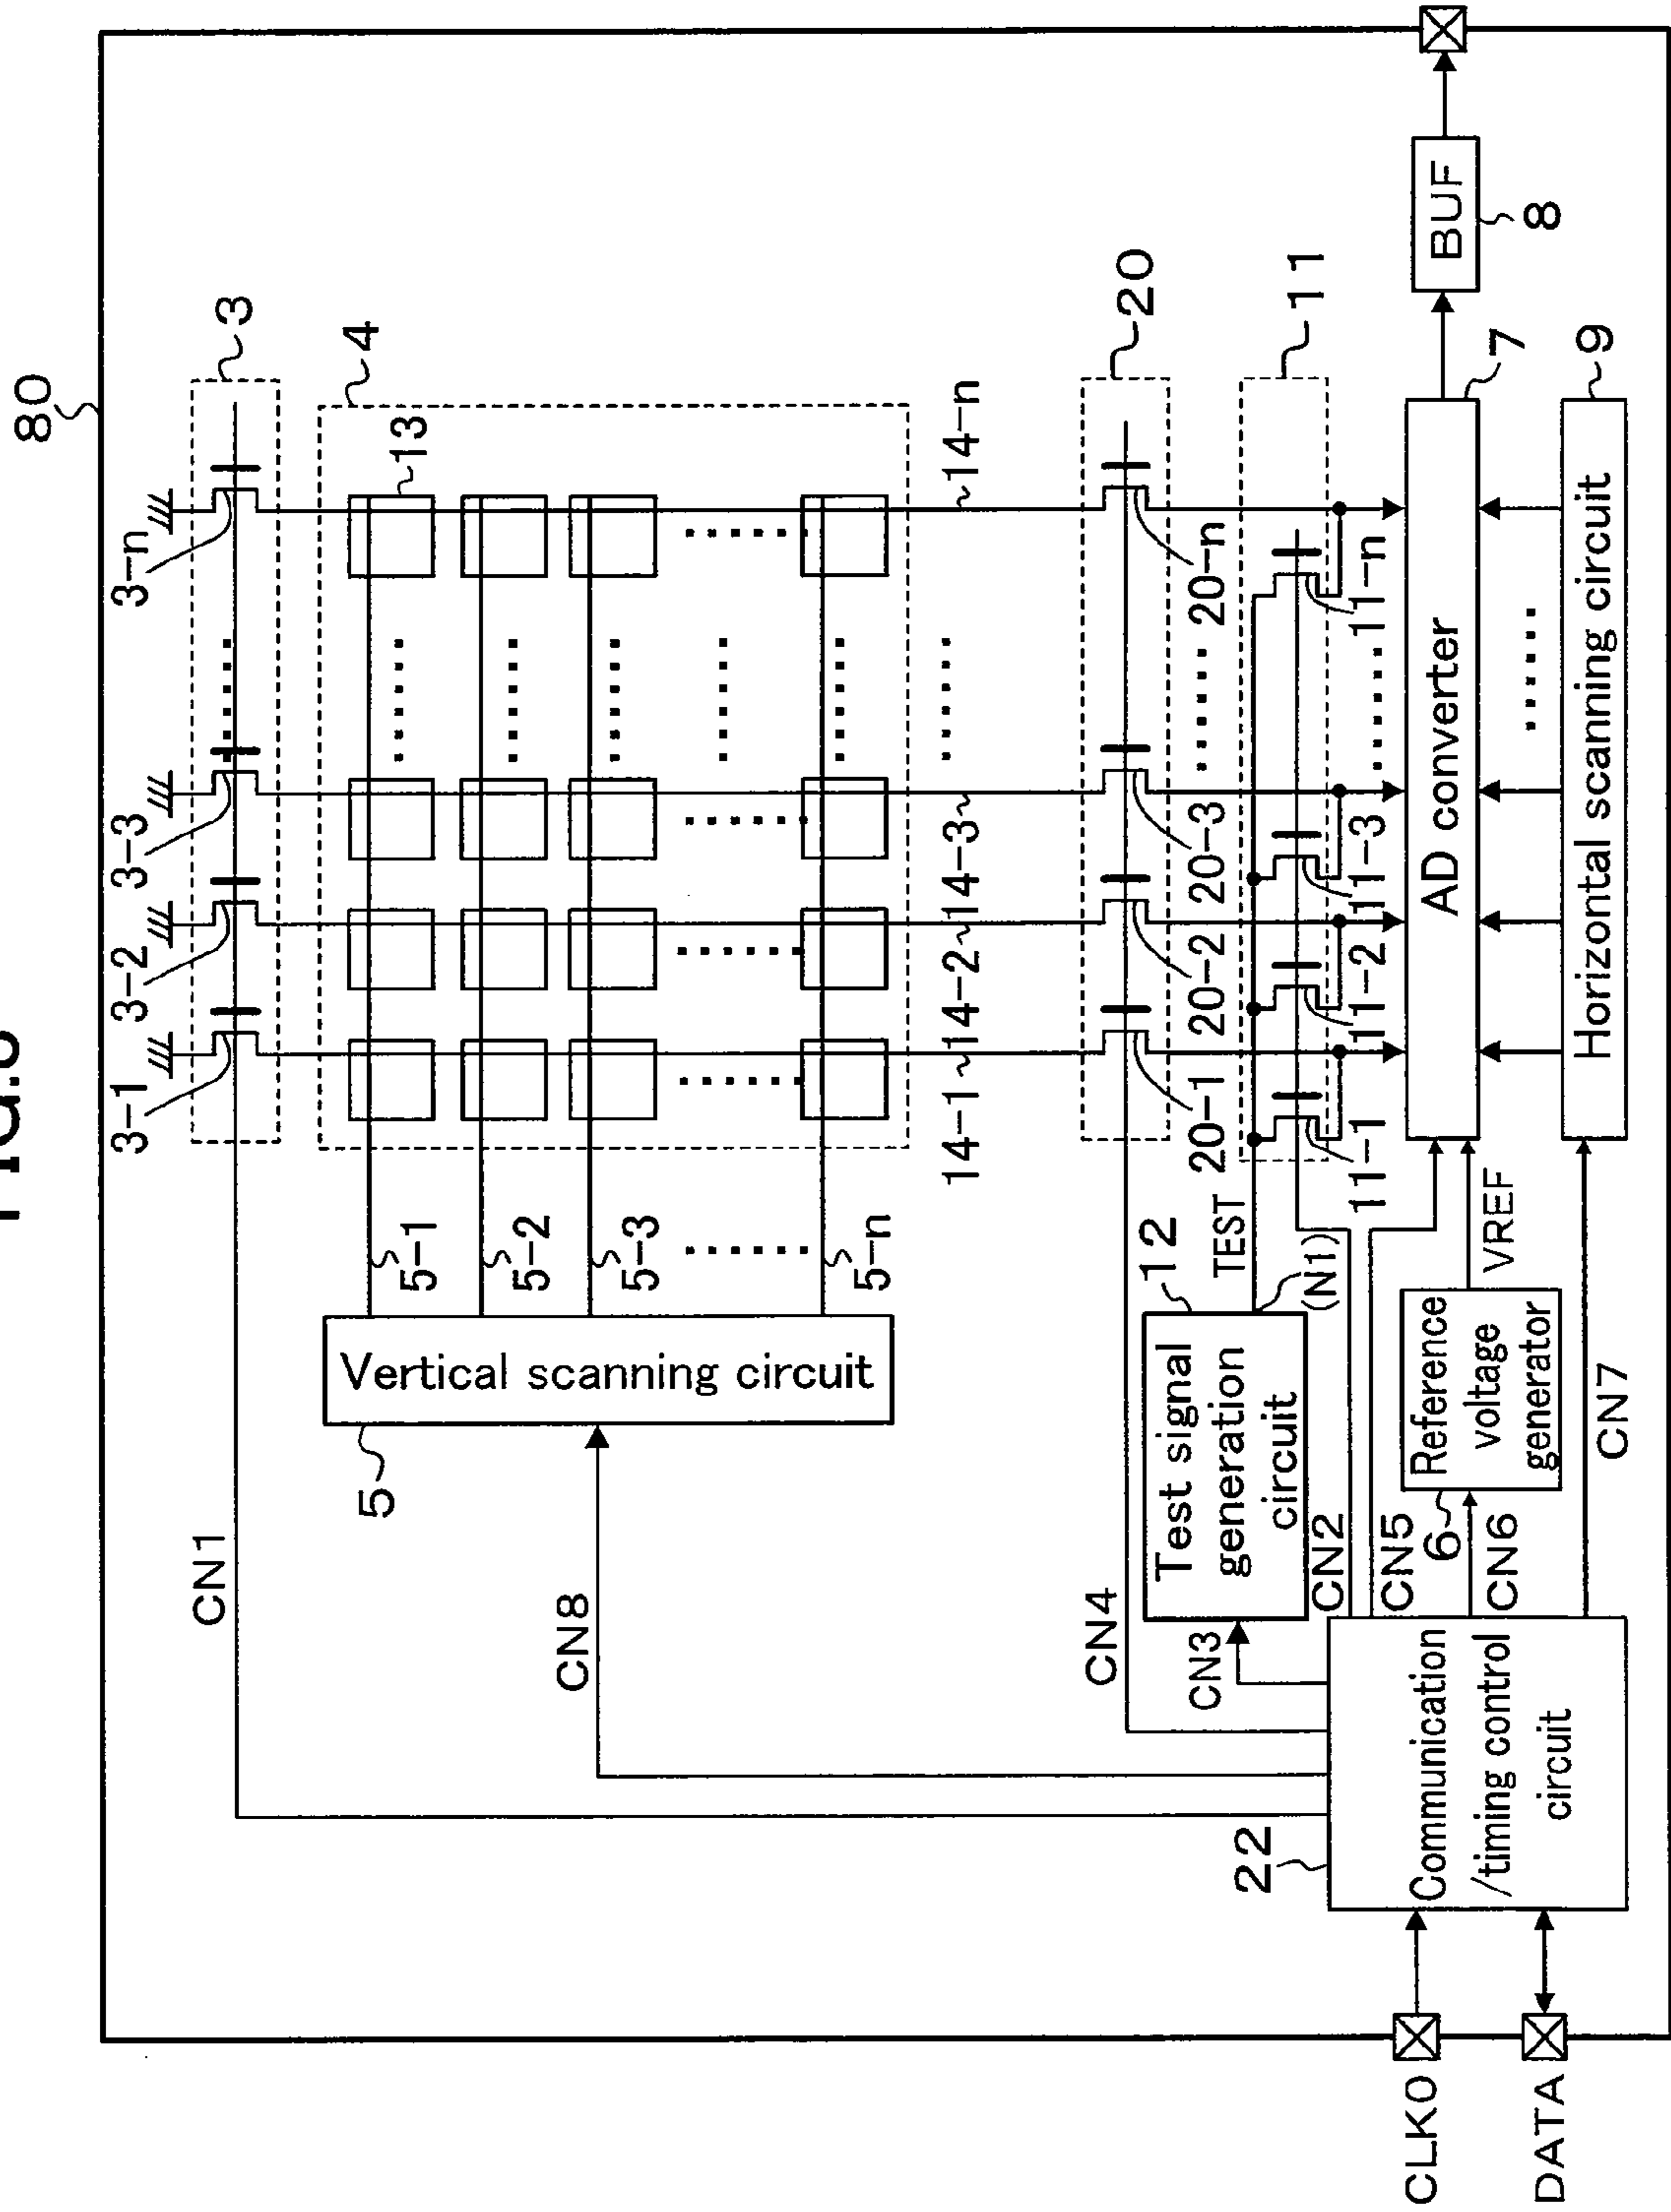 80
3-1
3-2
3-3
3-n
3
CN1
4
13
5-1
5-2
5-3
5-n
Vertical scanning circuit
5
CN8
14-1
14-2
14-3
14-n
20
CN4
20-1
20-2
20-3
20-n
11
TEST
(N1)
12
Test signal
generation
circuit
CN3
11-1
11-2
11-3
11-n
CN2
CN5
AD converter
7
BUF
8
VREF
Reference
voltage
generator
6
CN6
CN7
Horizontal scanning circuit
9
22
Communication
/timing control
circuit
CLK0
DATA